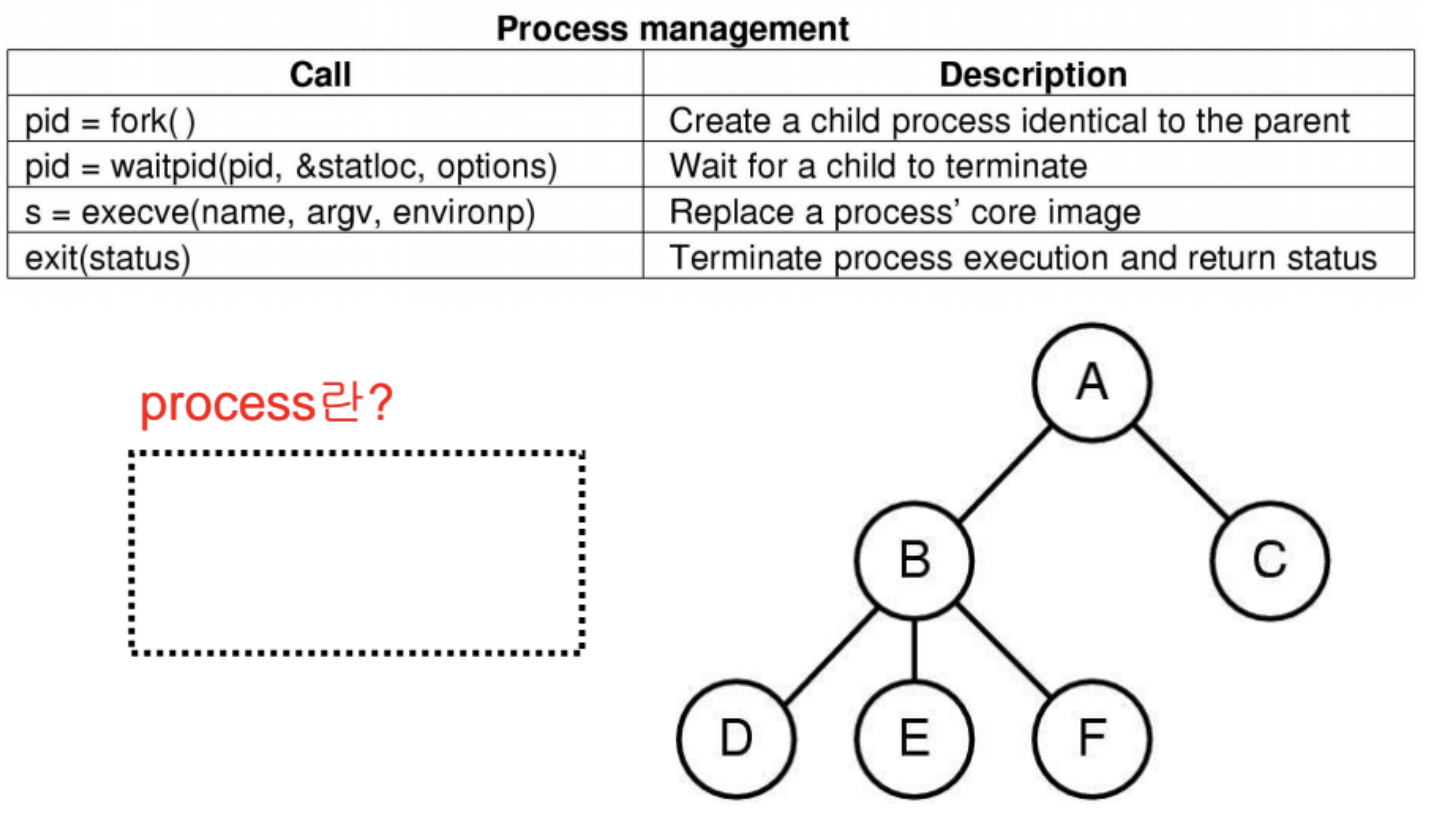 Process management
Call Description
pid = fork( ) Create a child process identical to the parent
pid = waitpid(pid, &statloc, options) Wait for a child to terminate
s = execve(name, argv, environp) Replace a process’ core image
exit(status) Terminate process execution and return status
process란?
A
B C
D E F